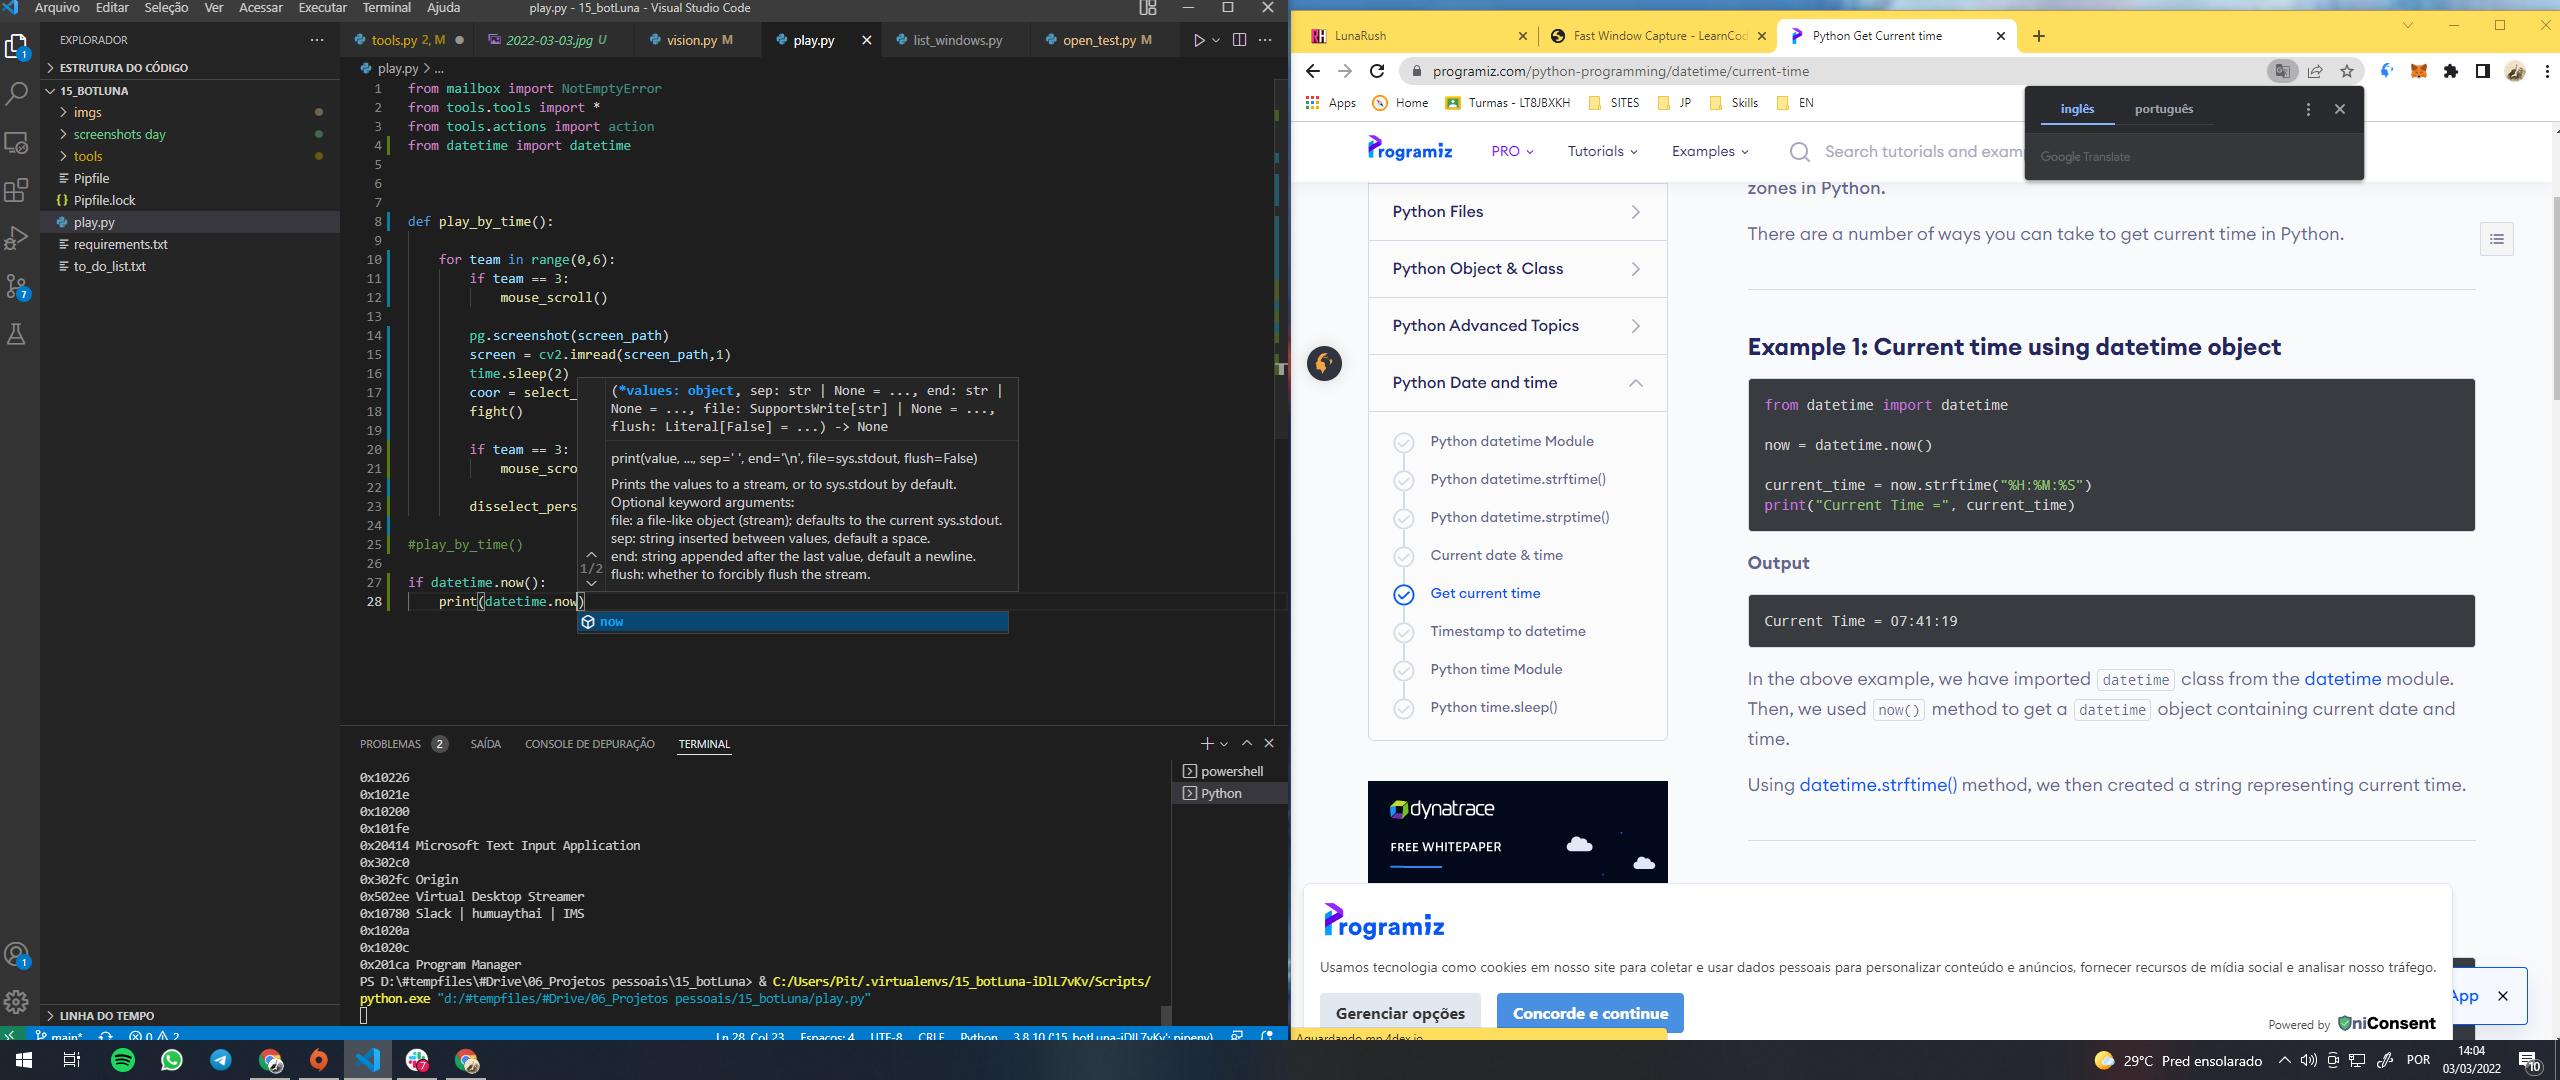 Arquivo Editar Seleção Ver Acessar Executar Terminal Ajuda play.py - 15_botLuna - Visual Studio Code
EXPLORADOR
ESTRUTURA DO CÓDIGO
15_BOTLUNA
imgs
screenshots day
tools
Pipfile
Pipfile.lock
play.py
requirements.txt
to_do_list.txt
LINHA DO TEMPO
tools.py 2, M
2022-03-03.jpg U
vision.py M
play.py
list_windows.py
open_test.py M
play.py > ...
1 from mailbox import NotEmptyError
2 from tools.tools import *
3 from tools.actions import action
4 from datetime import datetime
5
6
7
8 def play_by_time():
9
10 for team in range(0,6):
11 if team == 3:
12 mouse_scroll()
13
14 pg.screenshot(screen_path)
15 screen = cv2.imread(screen_path,1)
16 time.sleep(2)
17 coor = select_
18 fight()
19
20 if team == 3:
21 mouse_scro
22
23 disselect_pers
24
25 #play_by_time()
26
27 if datetime.now():
28 print(datetime.now)
(*values: object, sep: str | None = ..., end: str |
None = ..., file: SupportsWrite[str] | None = ...,
flush: Literal[False] = ...) -> None
print(value, ..., sep=' ', end='\n', file=sys.stdout, flush=False)
Prints the values to a stream, or to sys.stdout by default.
Optional keyword arguments:
file: a file-like object (stream); defaults to the current sys.stdout.
sep: string inserted between values, default a space.
end: string appended after the last value, default a newline.
flush: whether to forcibly flush the stream.
1/2
now
PROBLEMAS 2 SAÍDA CONSOLE DE DEPURAÇÃO TERMINAL
powershell
Python
0x10226
0x1021e
0x10200
0x101fe
0x20414 Microsoft Text Input Application
0x302c0
0x302fc Origin
0x502ee Virtual Desktop Streamer
0x10780 Slack | humuaythai | IMS
0x1020a
0x1020c
0x201ca Program Manager
PS D:\#tempfiles\#Drive\06_Projetos pessoais\15_botLuna> & C:/Users/Pit/.virtualenvs/15_botLuna-iDlL7vKv/Scripts/
python.exe "d:/#tempfiles/#Drive/06_Projetos pessoais/15_botLuna/play.py"
main* 0 2 Ln 28, Col 23 Espaços: 4 UTF-8 CRLF Python 3.8.10 ('15_botLuna-iDlL7vKv': pipenv)
LunaRush
Fast Window Capture - LearnCod
Python Get Current time
programiz.com/python-programming/datetime/current-time
Apps Home Turmas - LT8JBXKH SITES JP Skills EN
inglês português
Google Translate
Programiz PRO Tutorials Examples Search tutorials and exam
Python Files
Python Object & Class
Python Advanced Topics
Python Date and time
Python datetime Module
Python datetime.strftime()
Python datetime.strptime()
Current date & time
Get current time
Timestamp to datetime
Python time Module
Python time.sleep()
dynatrace
FREE WHITEPAPER
zones in Python.
There are a number of ways you can take to get current time in Python.
Example 1: Current time using datetime object
from datetime import datetime
now = datetime.now()
current_time = now.strftime("%H:%M:%S")
print("Current Time =", current_time)
Output
Current Time = 07:41:19
In the above example, we have imported datetime class from the datetime module.
Then, we used now() method to get a datetime object containing current date and
time.
Using datetime.strftime() method, we then created a string representing current time.
Programiz
Usamos tecnologia como cookies em nosso site para coletar e usar dados pessoais para personalizar conteúdo e anúncios, fornecer recursos de mídia social e analisar nosso tráfego.
Gerenciar opções
Concorde e continue
Powered by UniConsent
App
Aguardando mp.4dex.io
29°C Pred ensolarado
POR
14:04
03/03/2022
10